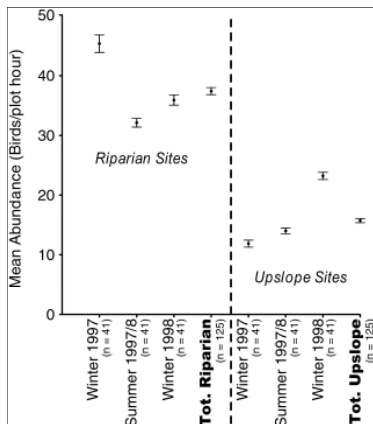 Mean Abundance (Birds/plot hour)
50
40
30
20
10
0
Riparian Sites
Upslope Sites
Winter 1997
(n = 41)
Summer 1997/8
(n = 41)
Winter 1998
(n = 41)
Tot. Riparian
(n = 125)
Winter 1997
(n = 41)
Summer 1997/8
(n = 41)
Winter 1998
(n = 41)
Tot. Upslope
(n = 125)